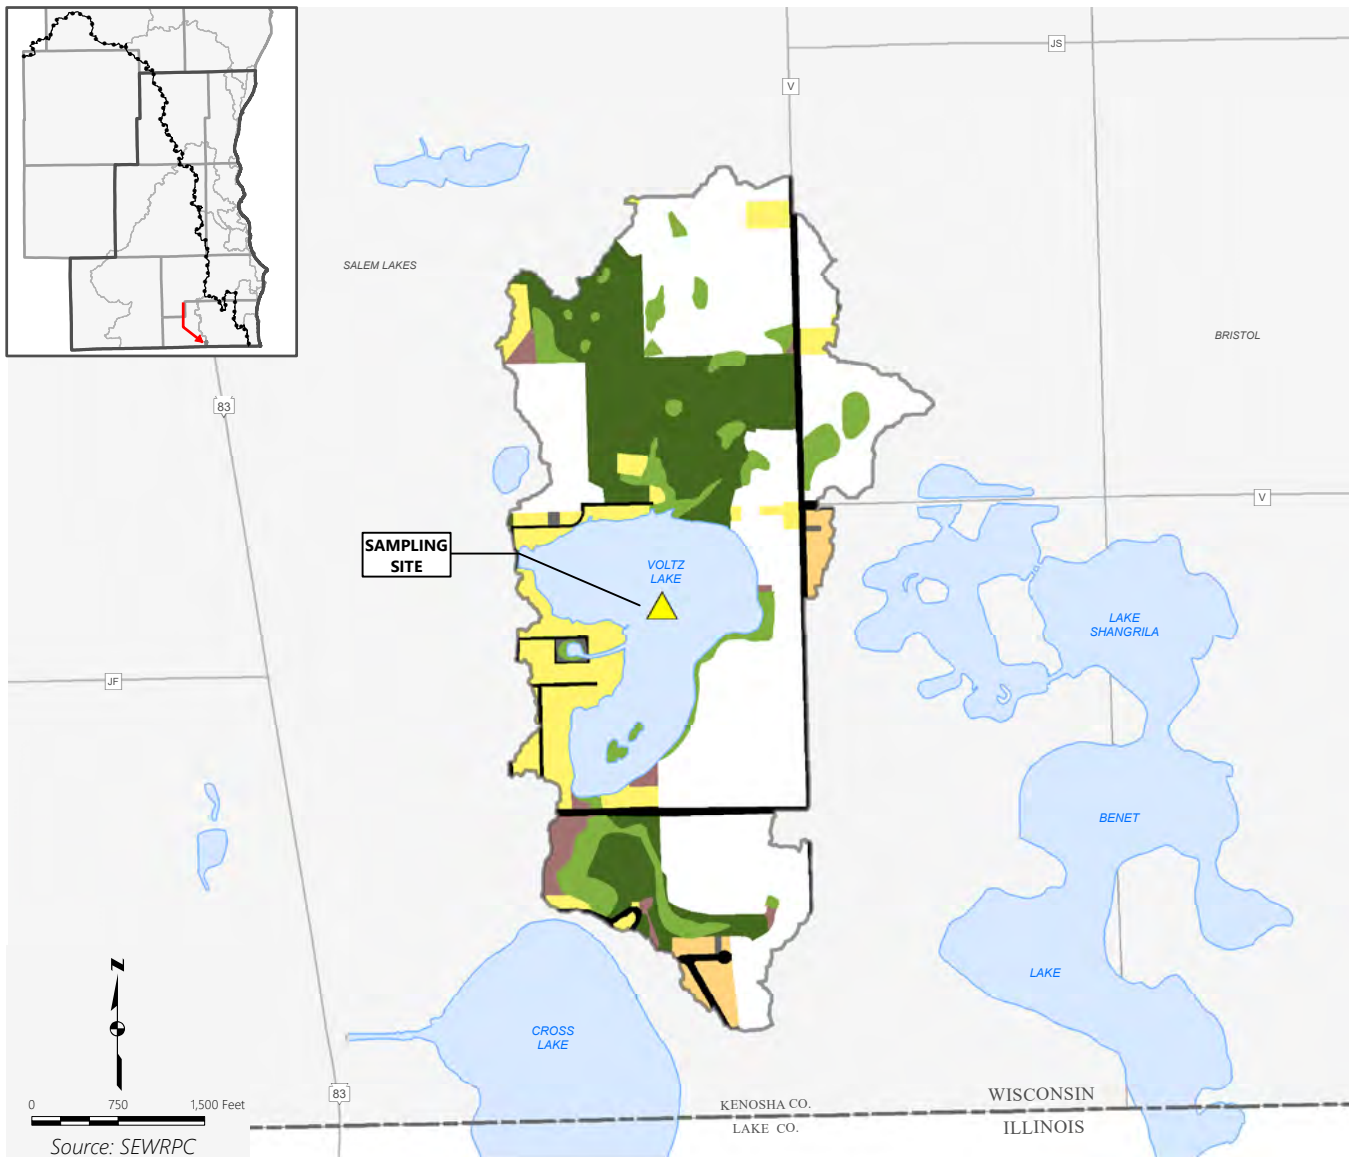 JS
V
SALEM LAKES
BRISTOL
83
V
SAMPLING
SITE
VOLTZ
LAKE
LAKE
SHANGRILA
JF
BENET
LAKE
N
CROSS
LAKE
83
0 750 1,500 Feet
Source: SEWRPC
KENOSHA CO.
WISCONSIN
LAKE CO.
ILLINOIS